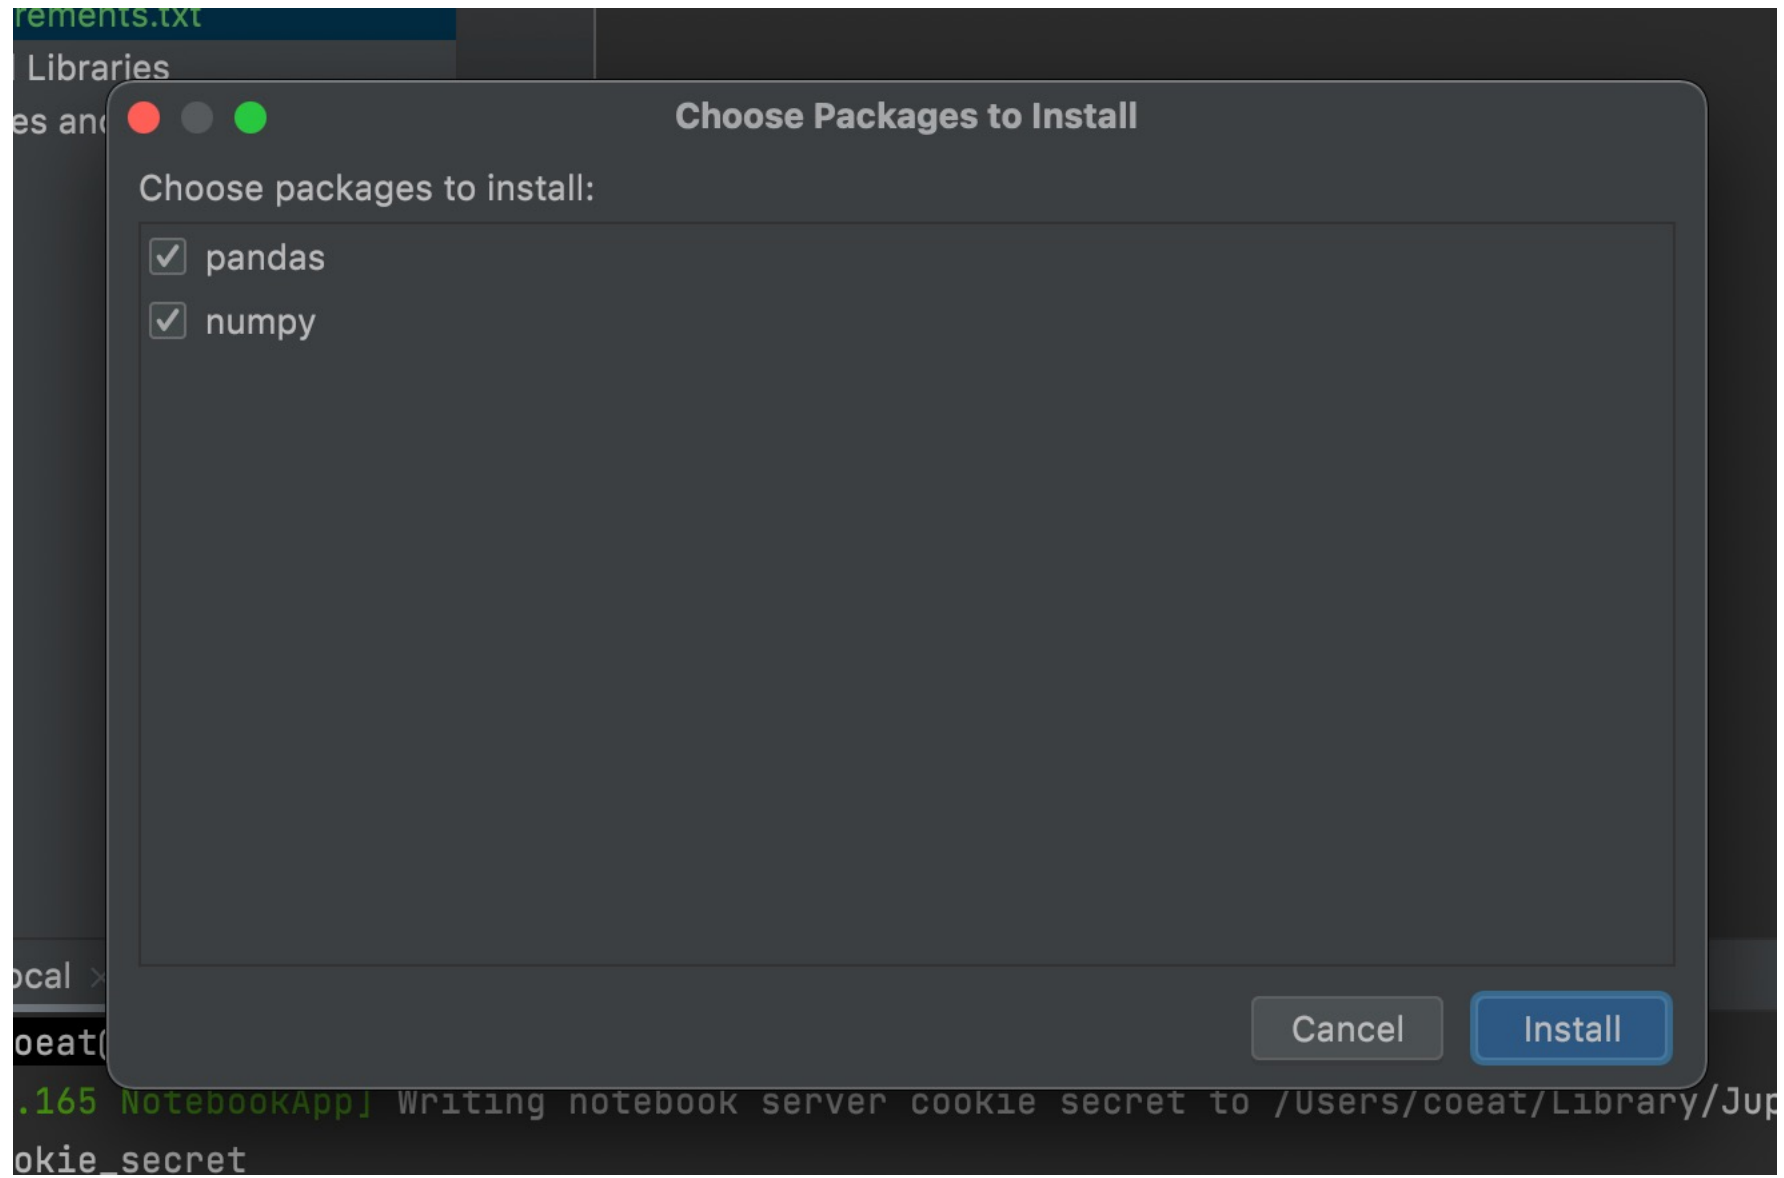 rements.txt
Libraries
es and
Choose Packages to Install
Choose packages to install:
pandas
numpy
ocal ×
Cancel
Install
oeat@
.165 NotebookApp] Writing notebook server cookie secret to /Users/coeat/Library/Jup
okie_secret